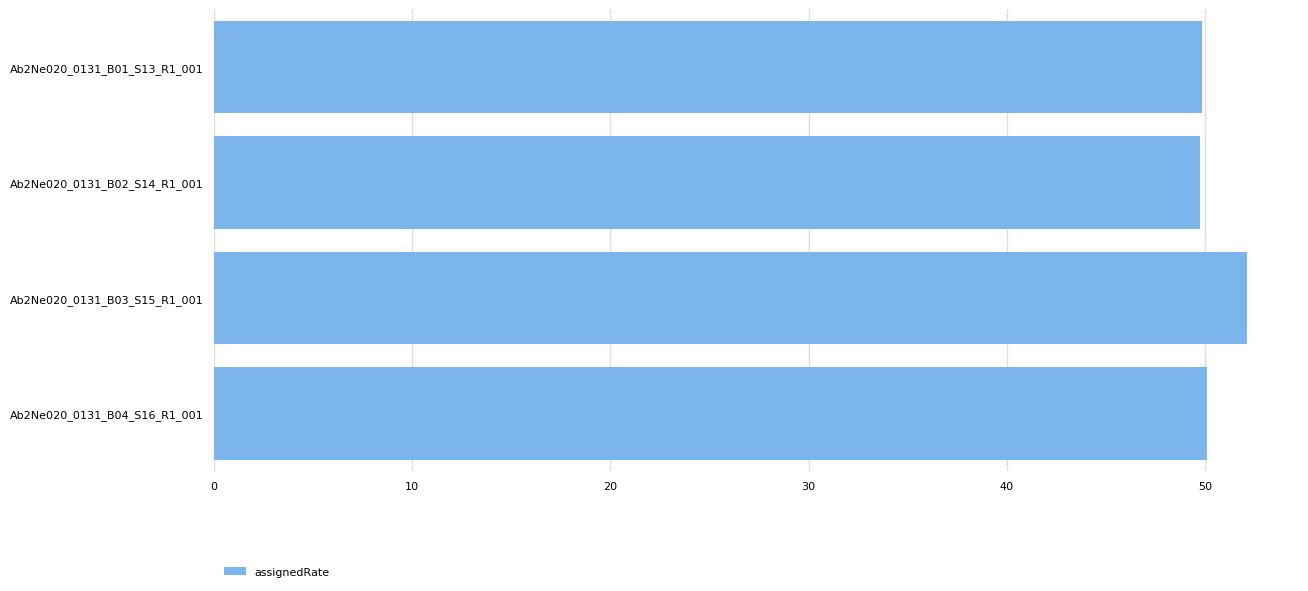 Ab2Ne020_0131_B01_S13_R1_001
Ab2Ne020_0131_B02_S14_R1_001
Ab2Ne020_0131_B03_S15_R1_001
Ab2Ne020_0131_B04_S16_R1_001
0 10 20 30 40 50
assignedRate